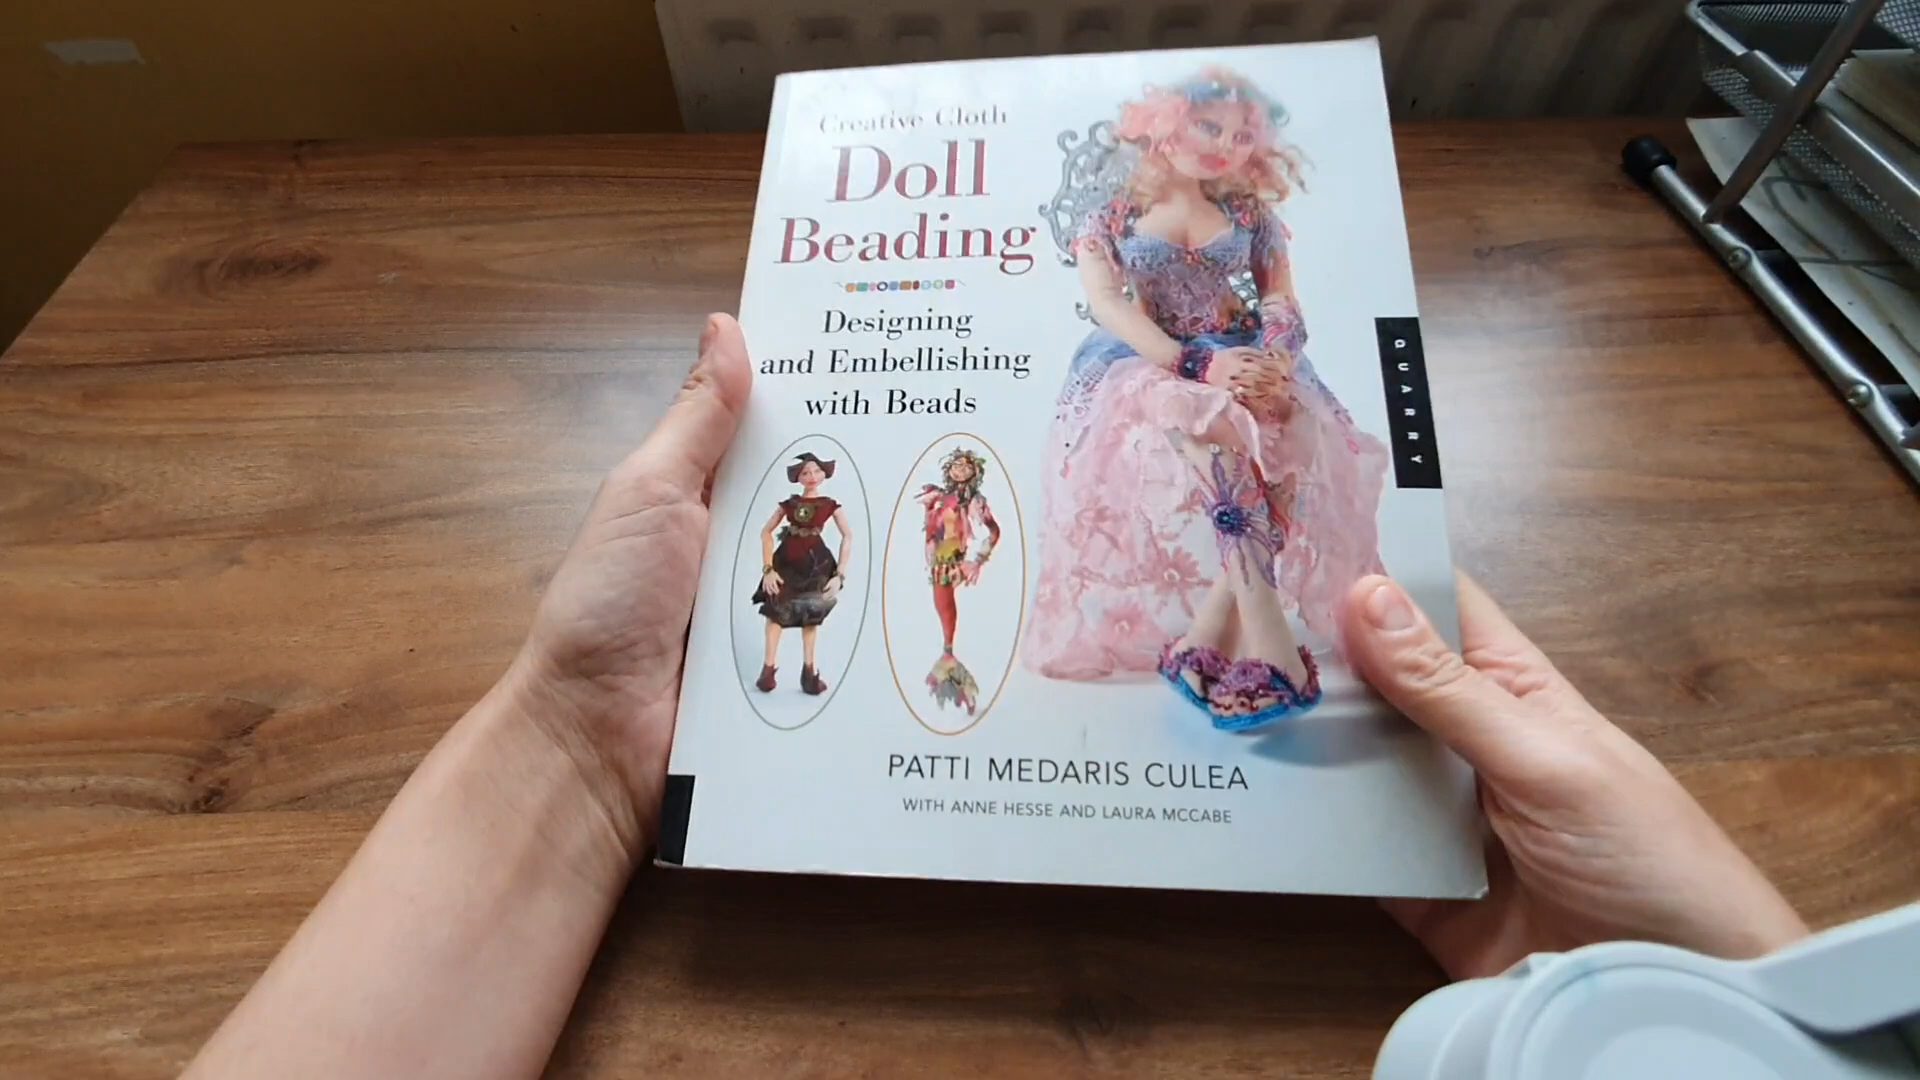 Creative Cloth
Doll
Beading
Designing
and Embellishing
with Beads
QUARRY
PATTI MEDARIS CULEA
WITH ANNE HESSE AND LAURA MCCABE